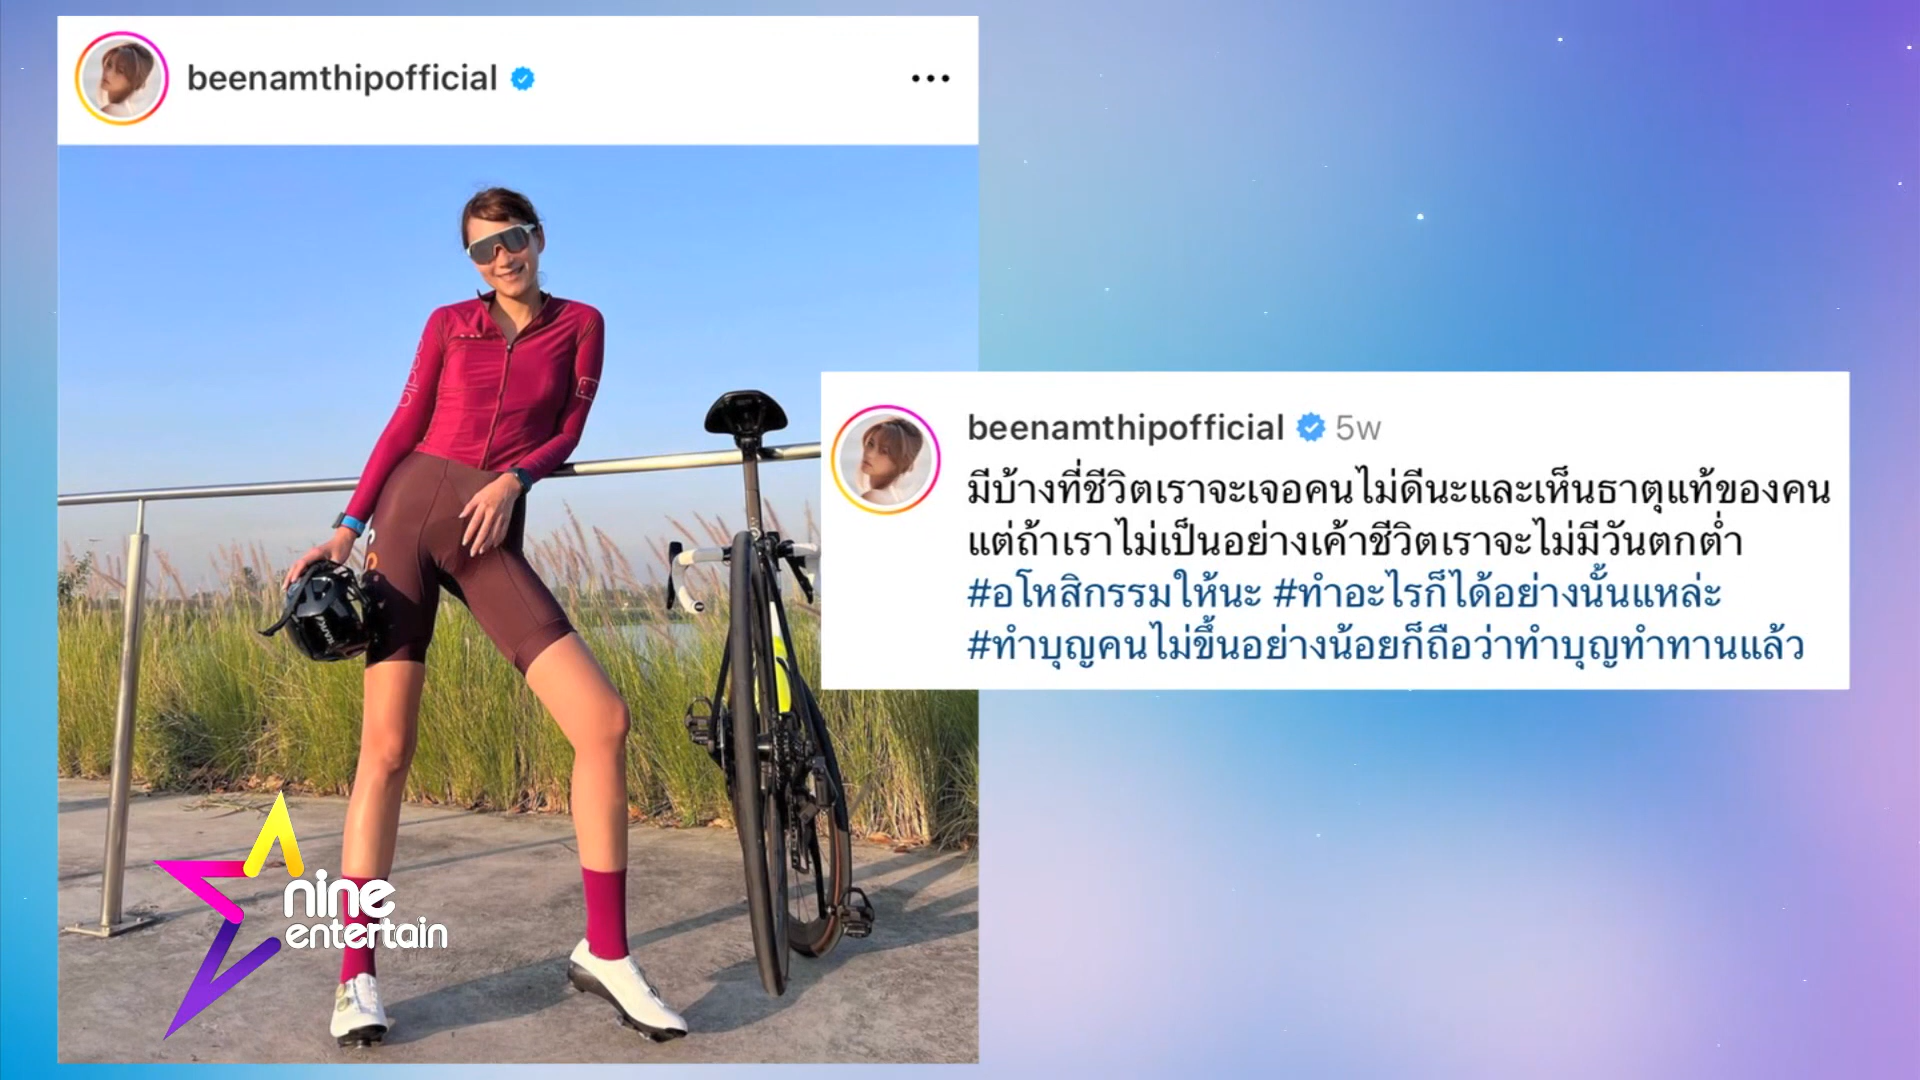 beenamthipofficial
beenamthipofficial 5w
มีบ้างที่ชีวิตเราจะเจอคนไม่ดีนะและเห็นธาตุแท้ของคน
แต่ถ้าเราไม่เป็นอย่างเค้าชีวิตเราจะไม่มีวันตกต่ำ
#อโหสิกรรมให้นะ #ทำอะไรก็ได้อย่างนั้นแหล่ะ
#ทำบุญคนไม่ขึ้นอย่างน้อยก็ถือว่าทำบุญทำทานแล้ว
nine
entertain